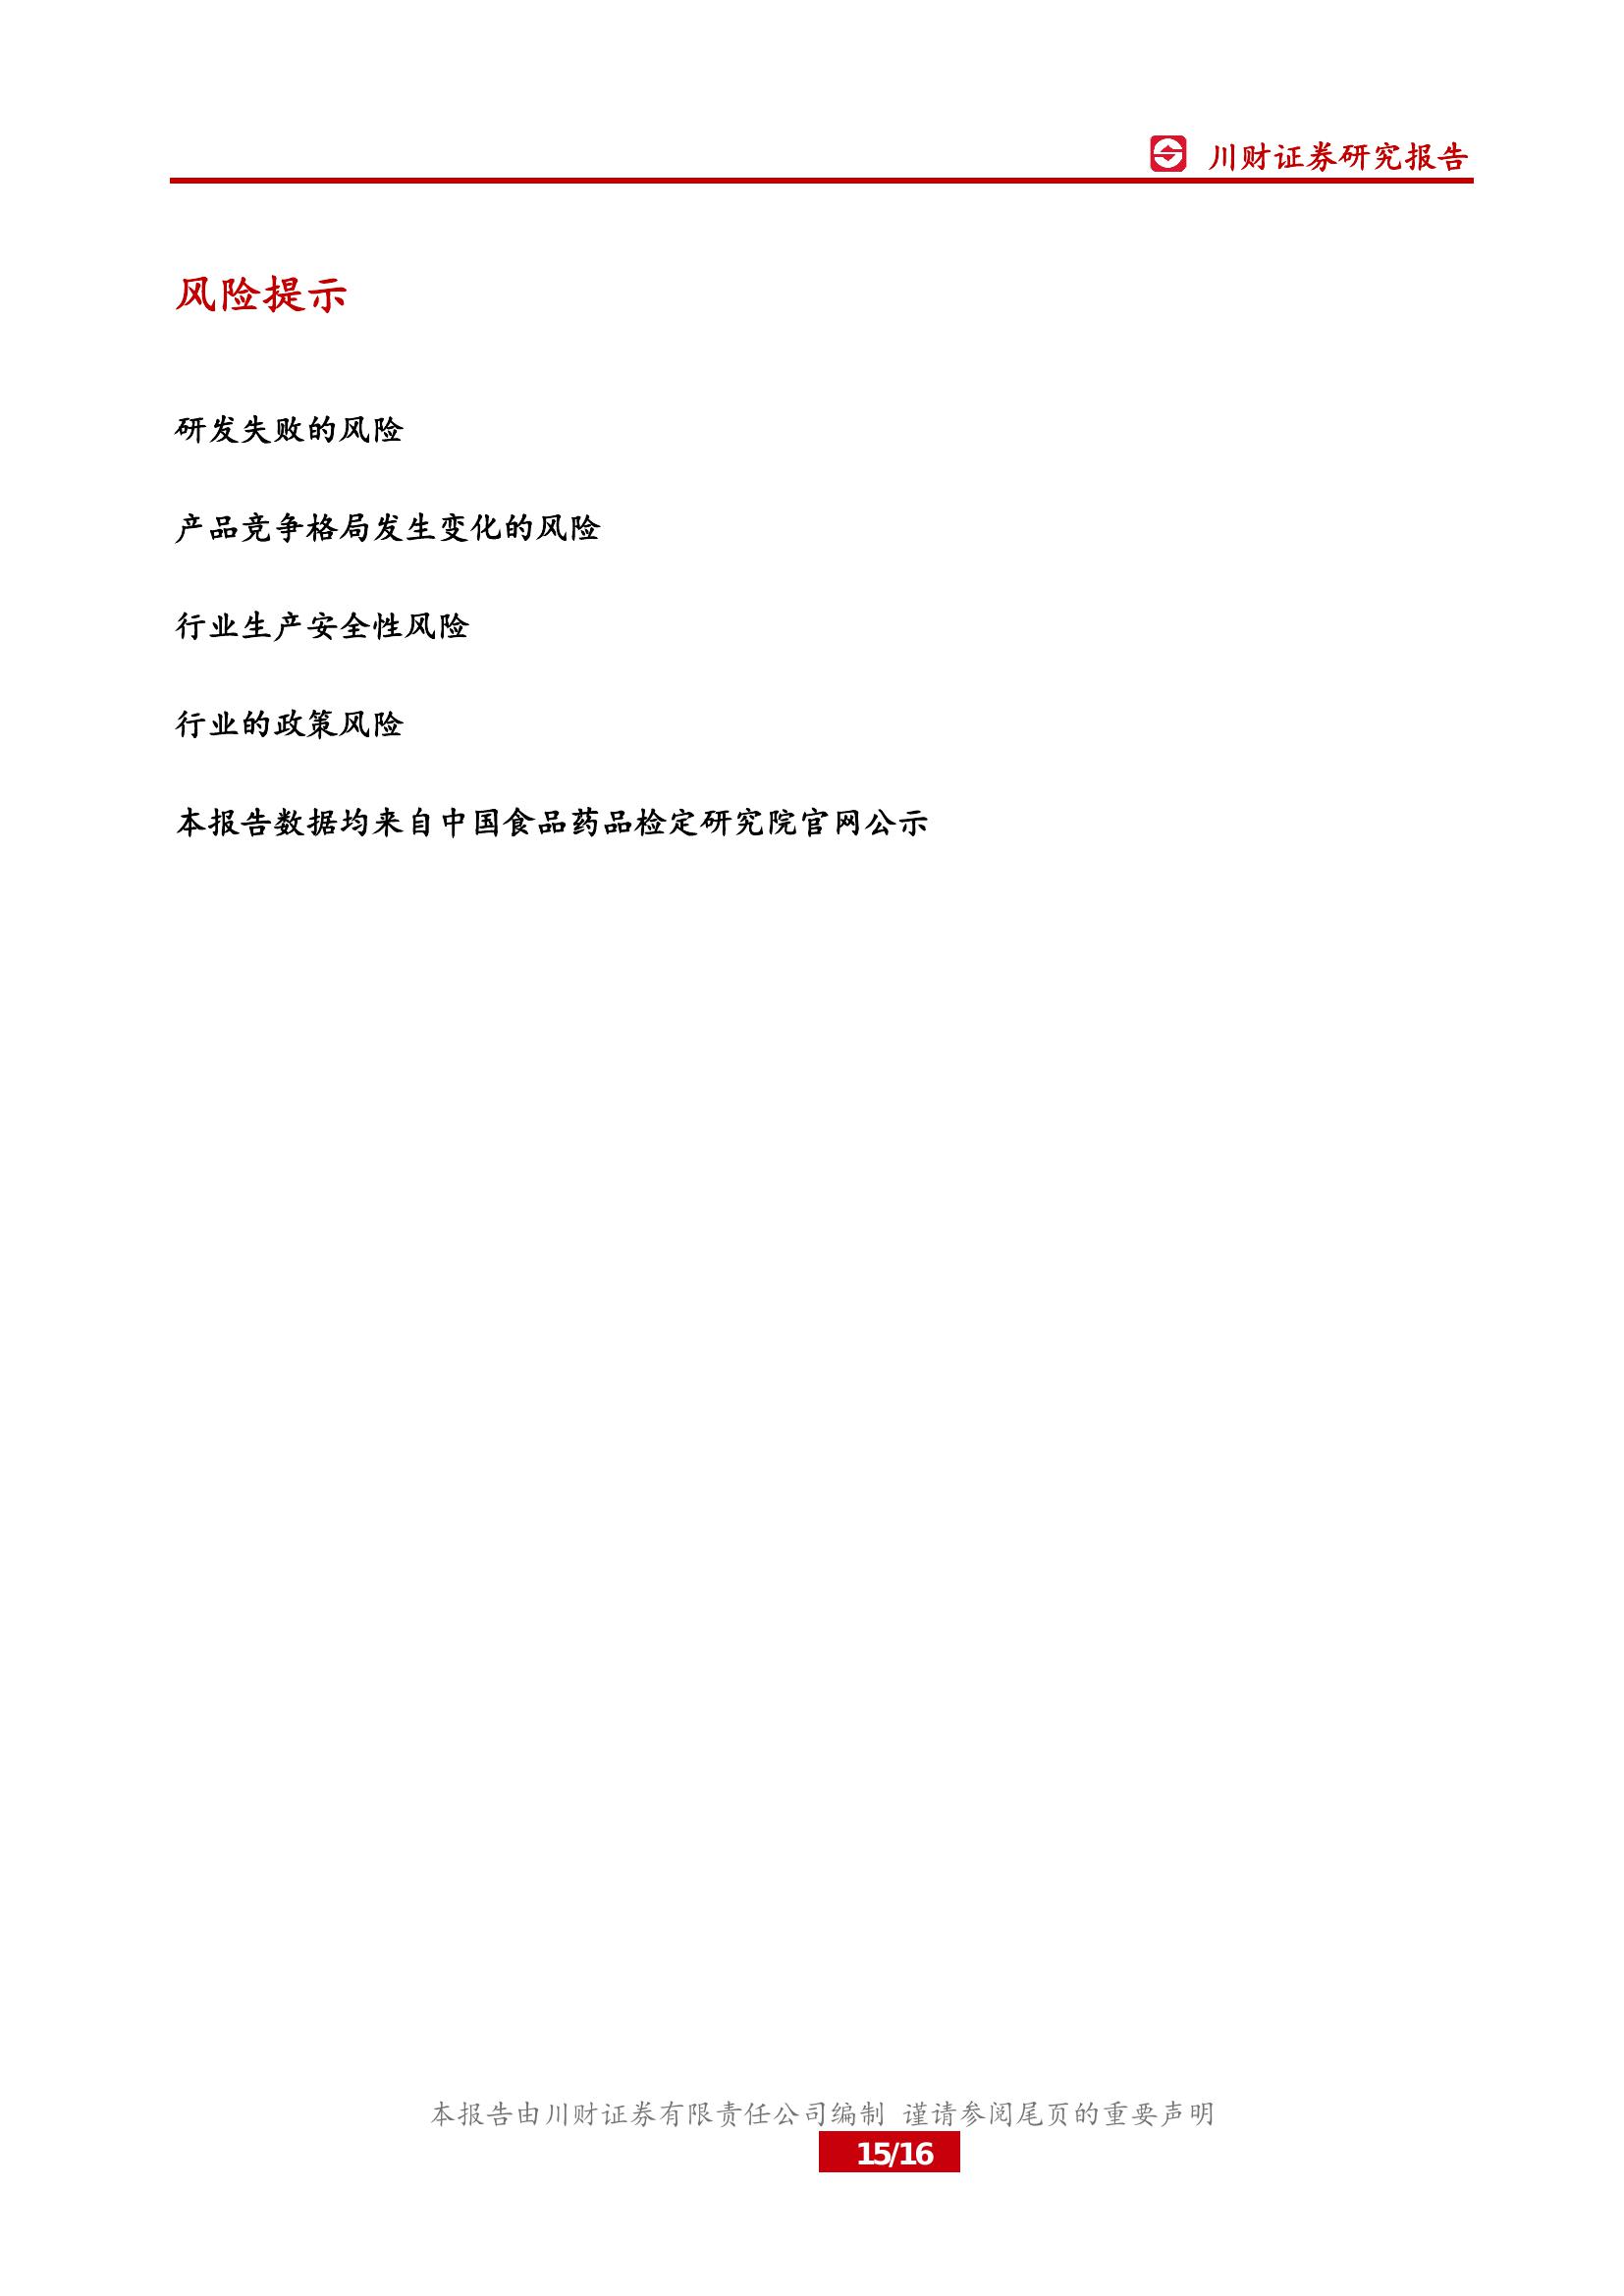 川财证券研究报告
风险提示
研发失败的风险
产品竞争格局发生变化的风险
行业生产安全性风险
行业的政策风险
本报告数据均来自中国食品药品检定研究院官网公示
本报告由川财证券有限责任公司编制 谨请参阅尾页的重要声明
15/16